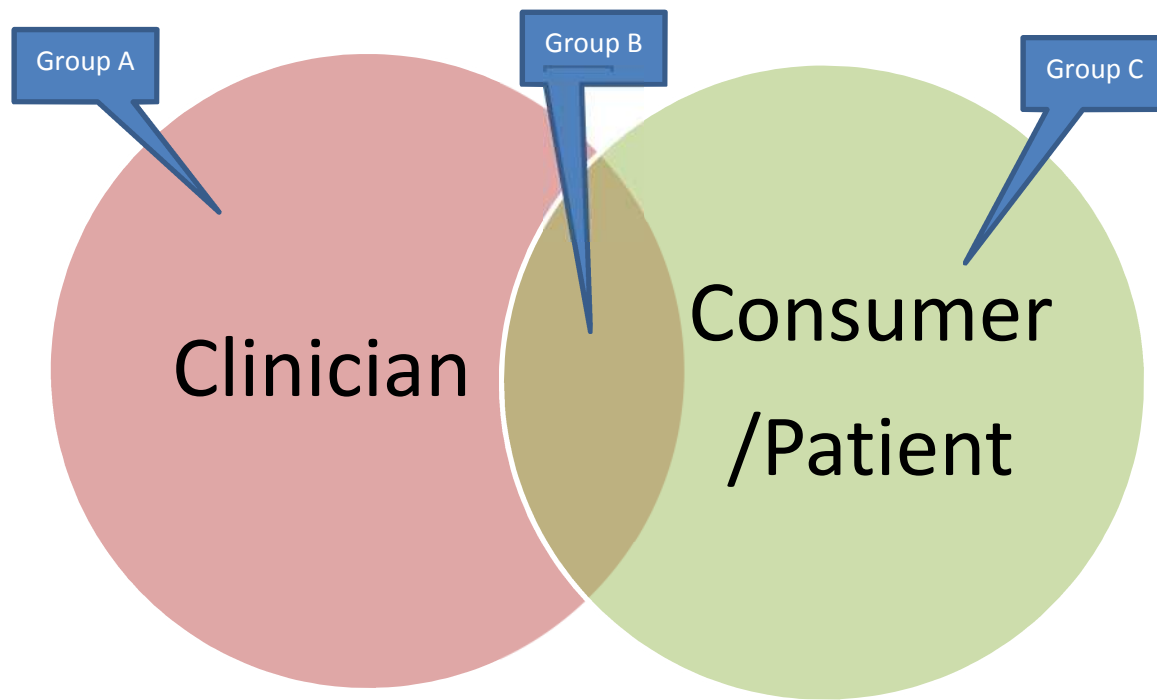 Group A
Group B
Group C
Clinician
Consumer
/Patient